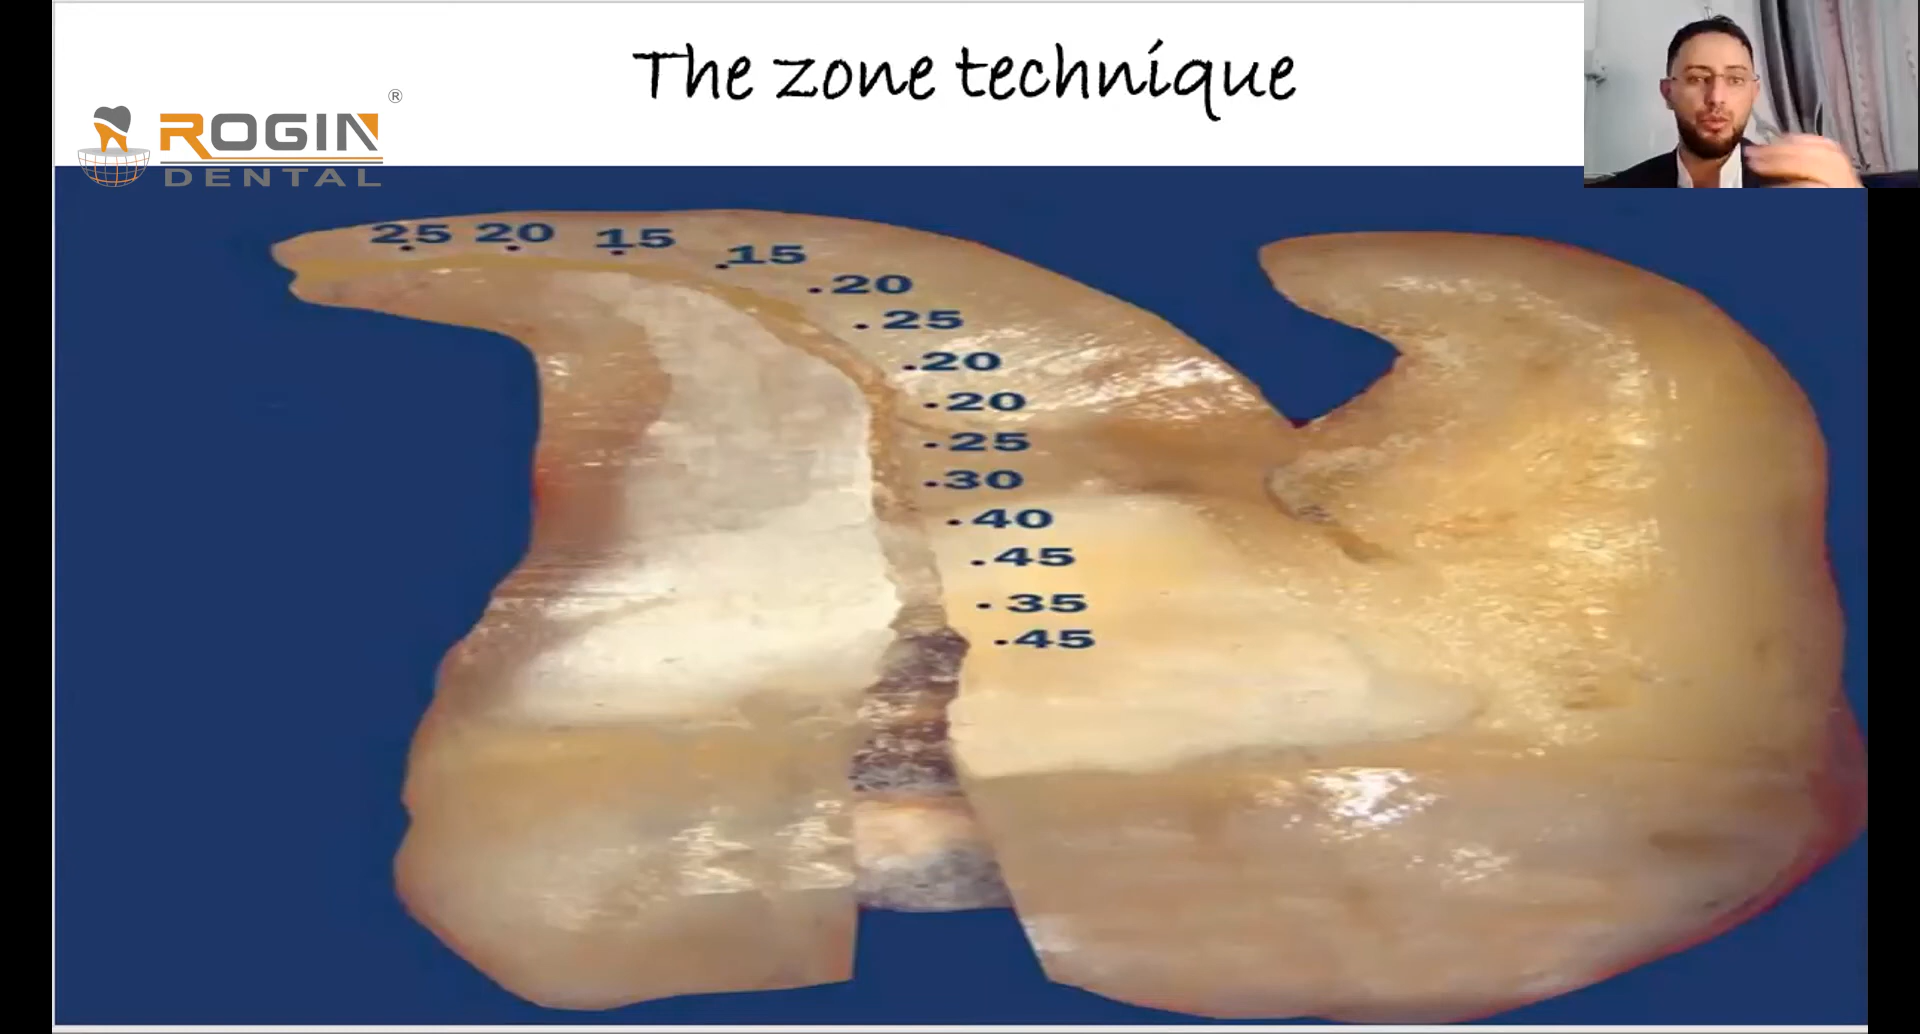 The zone technique
ROGIN®
DENTAL
25 20 15
.15
.20
.25
.20
.20
.25
.30
.40
.45
.35
.45